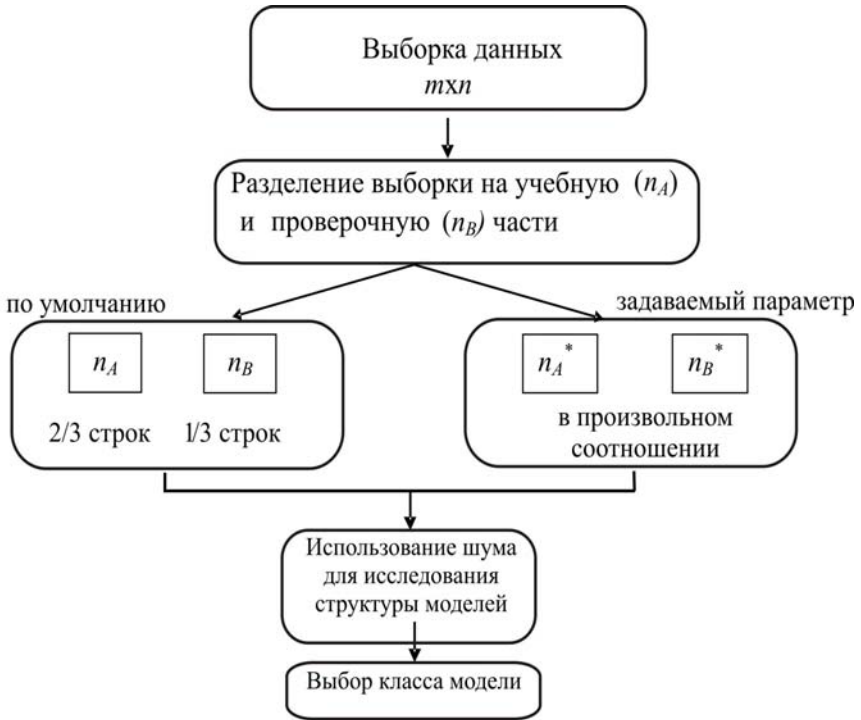 Выборка данных
mxn
Разделение выборки на учебную (nA)
и проверочную (nB) части
по умолчанию
задаваемый параметр
nA nB
2/3 строк 1/3 строк
nA* nB*
в произвольном
соотношении
Использование шума
для исследования
структуры моделей
Выбор класса модели